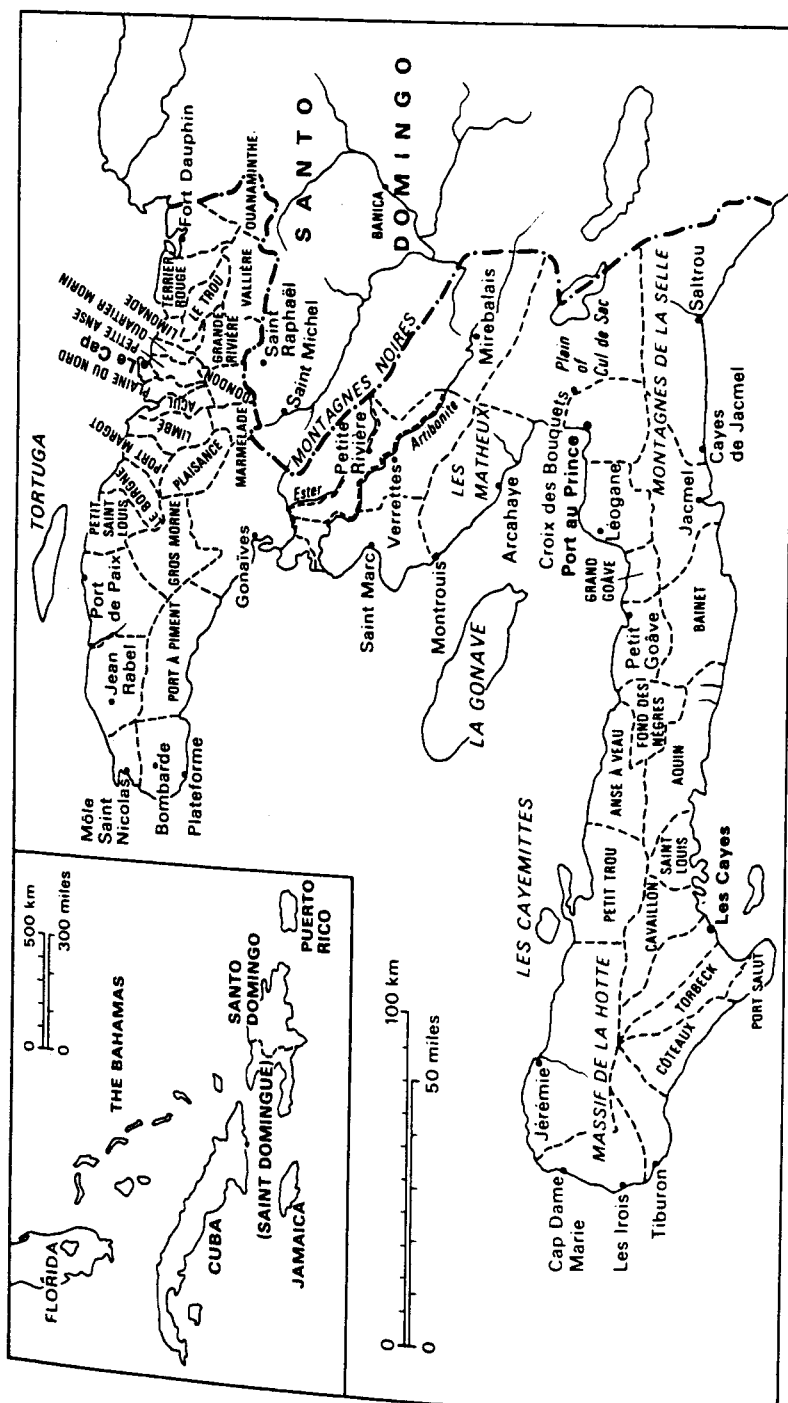 FLORIDA
THE BAHAMAS
500 km
300 miles
0
0
CUBA
SANTO
DOMINGO
(SAINT DOMINGUE)
JAMAICA
PUERTO
RICO
100 km
50 miles
0
0
TORTUGA
Môle
Saint
Nicolas
Bombarde
Plateforme
Jean
Rabel
Port
de Paix
PORT À PIMENT
PETIT
SAINT
LOUIS
LE BORGNE
GROS MORNE
PORT MARGOT
LIMBÉ
PLAISANCE
ACUL
PLAINE DU NORD
Le Cap
PETITE ANSE
QUARTIER MORIN
LIMONADE
MARMELADE
DONDON
GRANDE
RIVIÈRE
TERRIER
ROUGE
LE TROU
VALLIÈRE
Fort Dauphin
OUANAMINTHE
Gonaïves
Saint
Raphaël
Saint Michel
SANTO
DOMINGO
BANICA
MONTAGNES NOIRES
Ester
Petite
Rivière
Artibonite
Verrettes
Mirebalais
Saint Marc
Montrouis
LES
MATHEUX
Arcahaye
LA GONAVE
Croix des Bouquets
Port au Prince
Plain
of
Cul de Sac
Léogane
GRAND
GOÂVE
Petit
Goâve
MONTAGNES DE LA SELLE
Saltrou
Cayes
de Jacmel
Jacmel
BAINET
FOND DES
NÈGRES
ANSE À VEAU
AQUIN
LES CAYEMITTES
PETIT TROU
CAVAILLON
SAINT
LOUIS
Les Cayes
MASSIF DE LA HOTTE
TORBECK
PORT SALUT
CÔTEAUX
Jérémie
Cap Dame
Marie
Les Irois
Tiburon